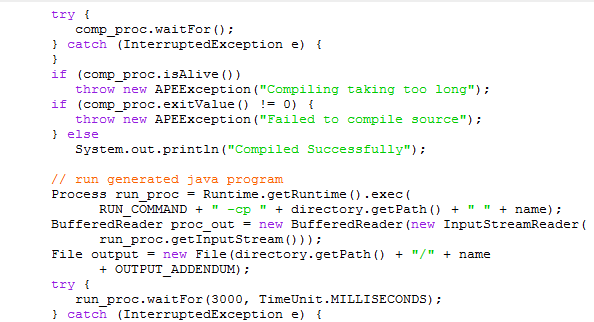 try {
comp_proc.waitFor();
} catch (InterruptedException e) {
}
if (comp_proc.isAlive())
throw new APEException("Compiling taking too long");
if (comp_proc.exitValue() != 0) {
throw new APEException("Failed to compile source");
} else
System.out.println("Compiled Successfully");
// run generated java program
Process run_proc = Runtime.getRuntime().exec(
RUN_COMMAND + " -cp " + directory.getPath() + " " + name);
BufferedReader proc_out = new BufferedReader(new InputStreamReader(
run_proc.getInputStream()));
File output = new File(directory.getPath() + "/" + name
+ OUTPUT_ADDENDUM);
try {
run_proc.waitFor(3000, TimeUnit.MILLISECONDS);
} catch (InterruptedException e) {